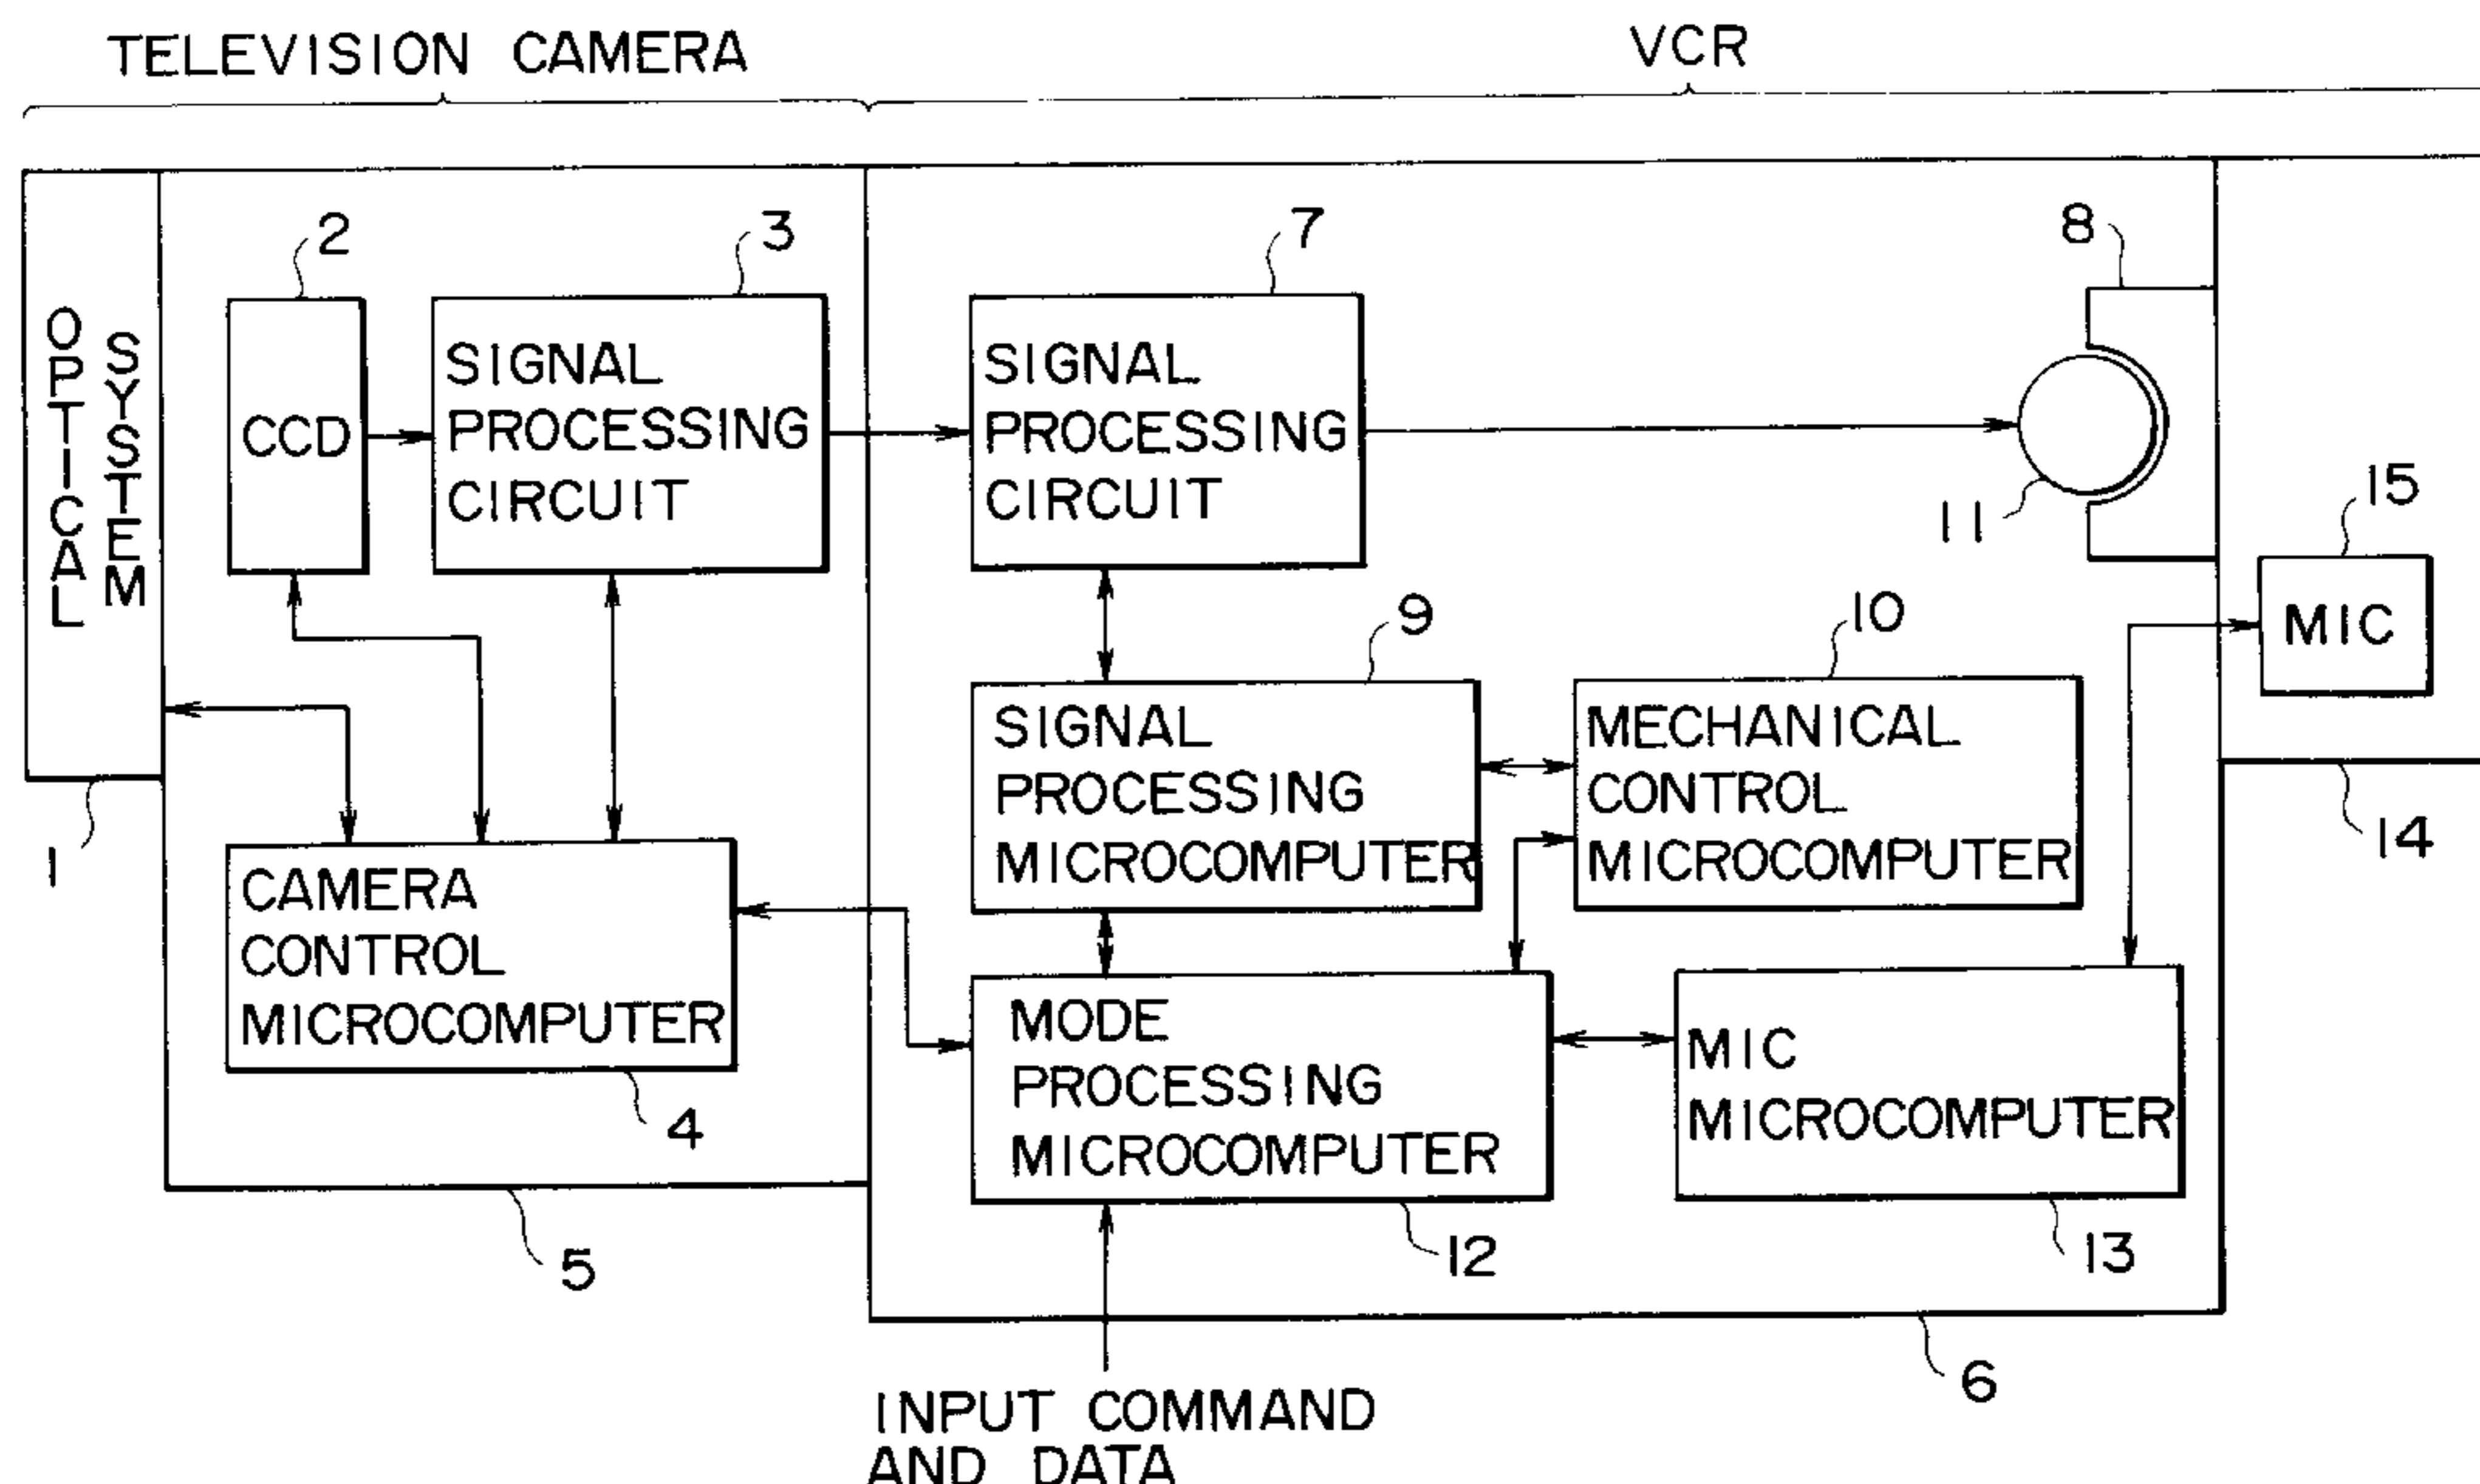 TELEVISION CAMERA
VCR
2
3
7
8
OPTICAL
SYSTEM
CCD
SIGNAL
PROCESSING
CIRCUIT
SIGNAL
PROCESSING
CIRCUIT
11
15
MIC
9
10
SIGNAL
PROCESSING
MICROCOMPUTER
MECHANICAL
CONTROL
MICROCOMPUTER
14
1
CAMERA
CONTROL
MICROCOMPUTER
4
MODE
PROCESSING
MICROCOMPUTER
MIC
MICROCOMPUTER
5
12
13
6
INPUT COMMAND
AND DATA